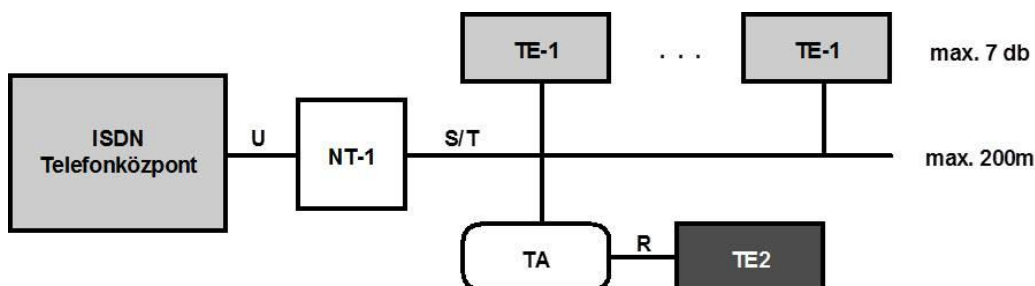 TE-1
. . .
TE-1
max. 7 db
ISDN
Telefonközpont
U
NT-1
S/T
max. 200m
TA
R
TE2